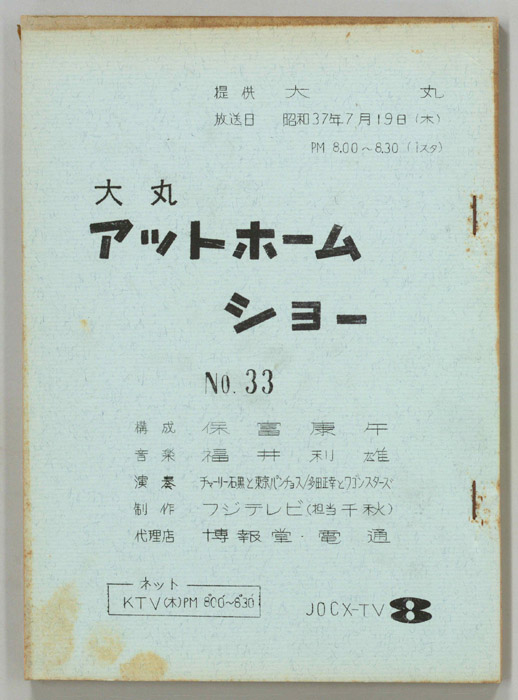 提供 大丸
放送日 昭和37年7月19日(木)
PM 8.00～8.30 (1スタ)
大丸
アットホーム
ショー
No. 33
構成 保富康午
音楽 福井利雄
演奏 チャーリー石黒と東京パンチョス/多田正幸とワゴンスターズ
制作 フジテレビ(担当千秋)
代理店 博報堂・電通
ネット
KTV(木)PM 8°00′～8°30′
JOCX-TV 8